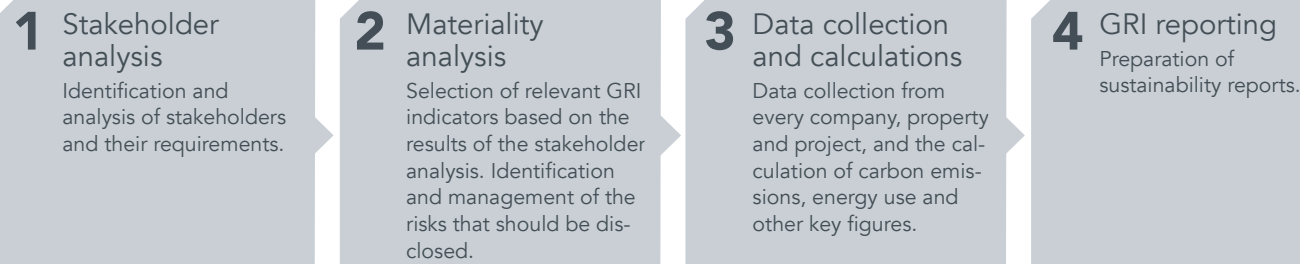 1 Stakeholder
analysis
Identification and
analysis of stakeholders
and their requirements.
2 Materiality
analysis
Selection of relevant GRI
indicators based on the
results of the stakeholder
analysis. Identification
and management of the
risks that should be dis-
closed.
3 Data collection
and calculations
Data collection from
every company, property
and project, and the cal-
culation of carbon emis-
sions, energy use and
other key figures.
4 GRI reporting
Preparation of
sustainability reports.